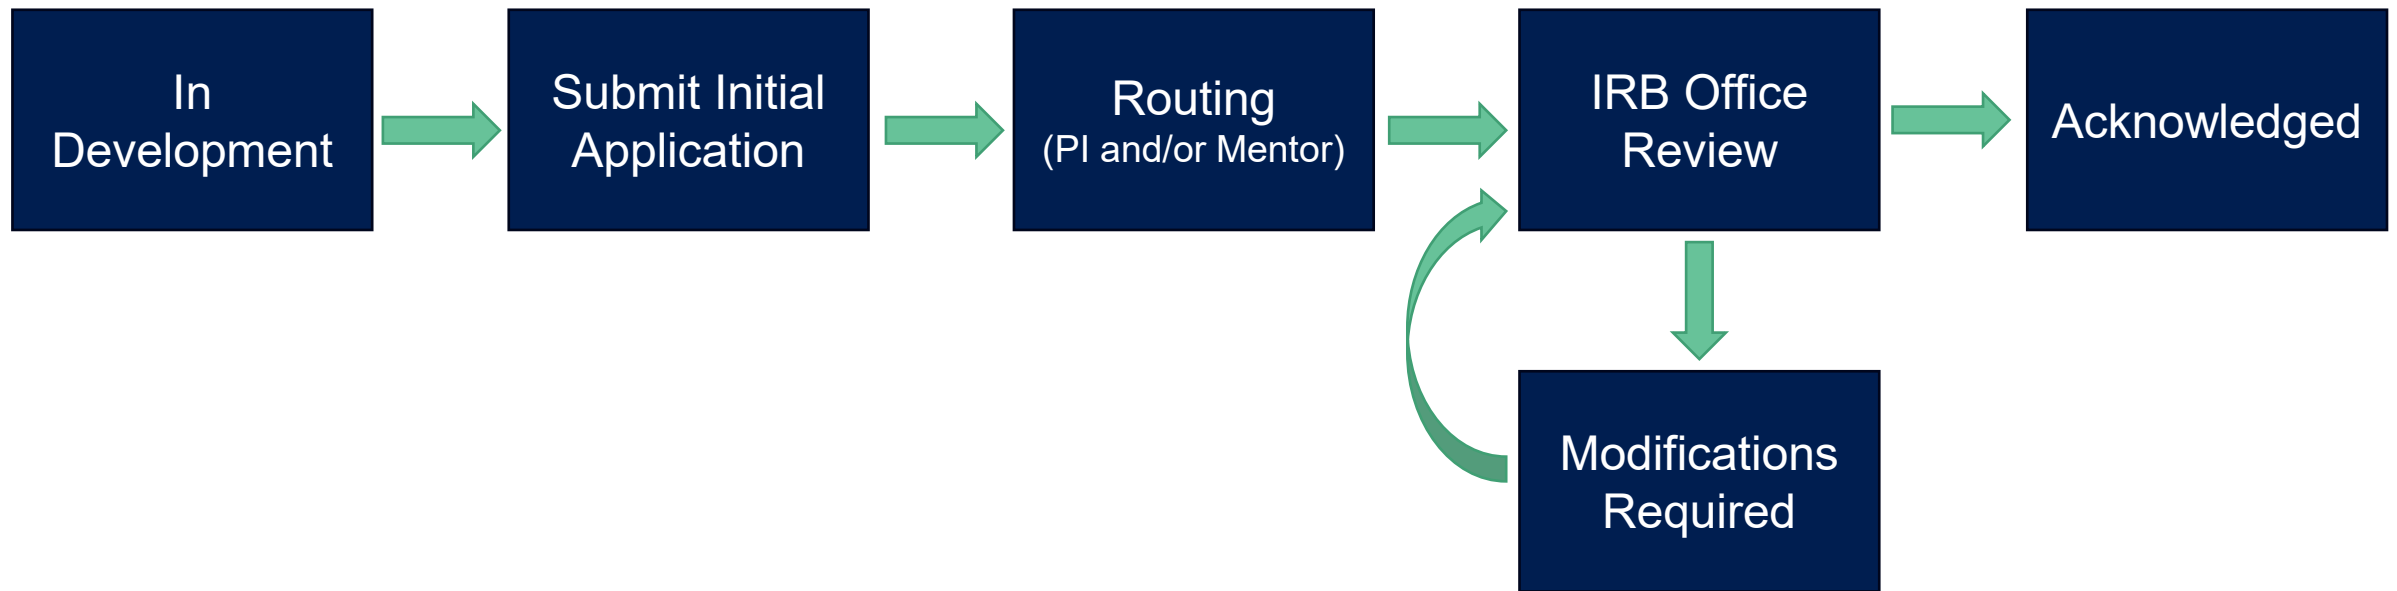 In
Development
Submit Initial
Application
Routing
(PI and/or Mentor)
IRB Office
Review
Acknowledged
Modifications
Required